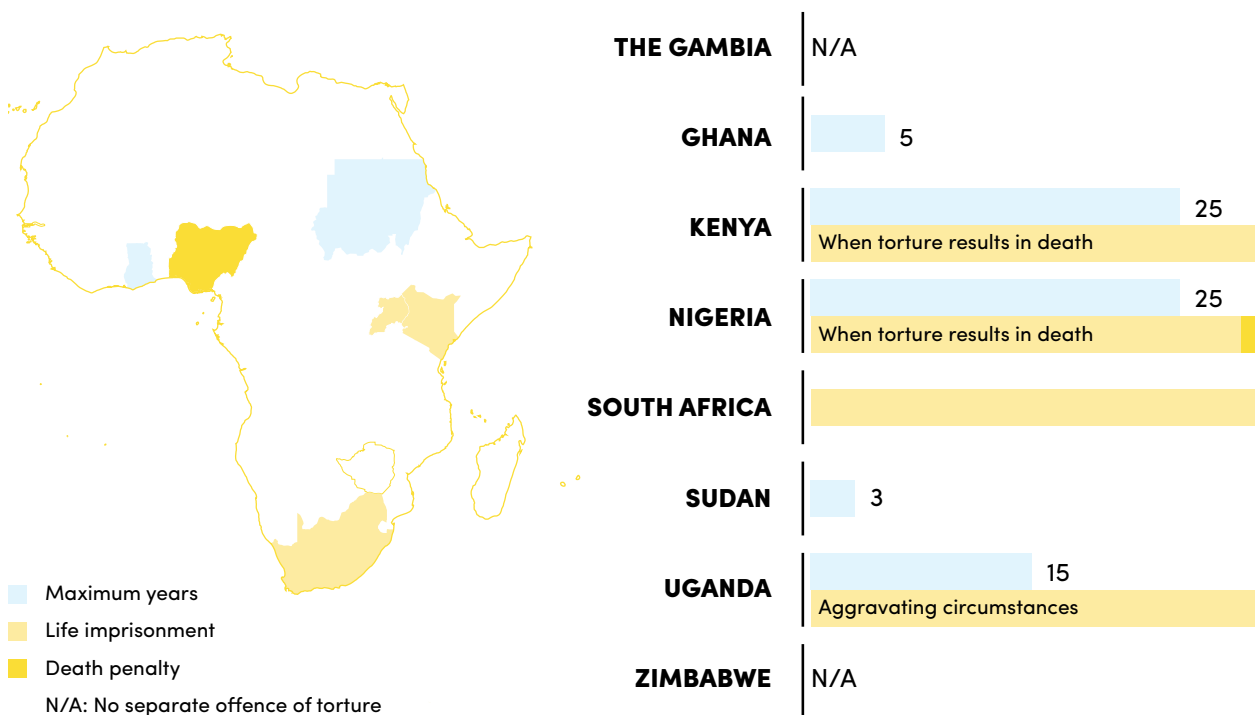 THE GAMBIA N/A
GHANA 5
KENYA 25
When torture results in death
NIGERIA 25
When torture results in death
SOUTH AFRICA
SUDAN 3
UGANDA 15
Aggravating circumstances
ZIMBABWE N/A
Maximum years
Life imprisonment
Death penalty
N/A: No separate offence of torture